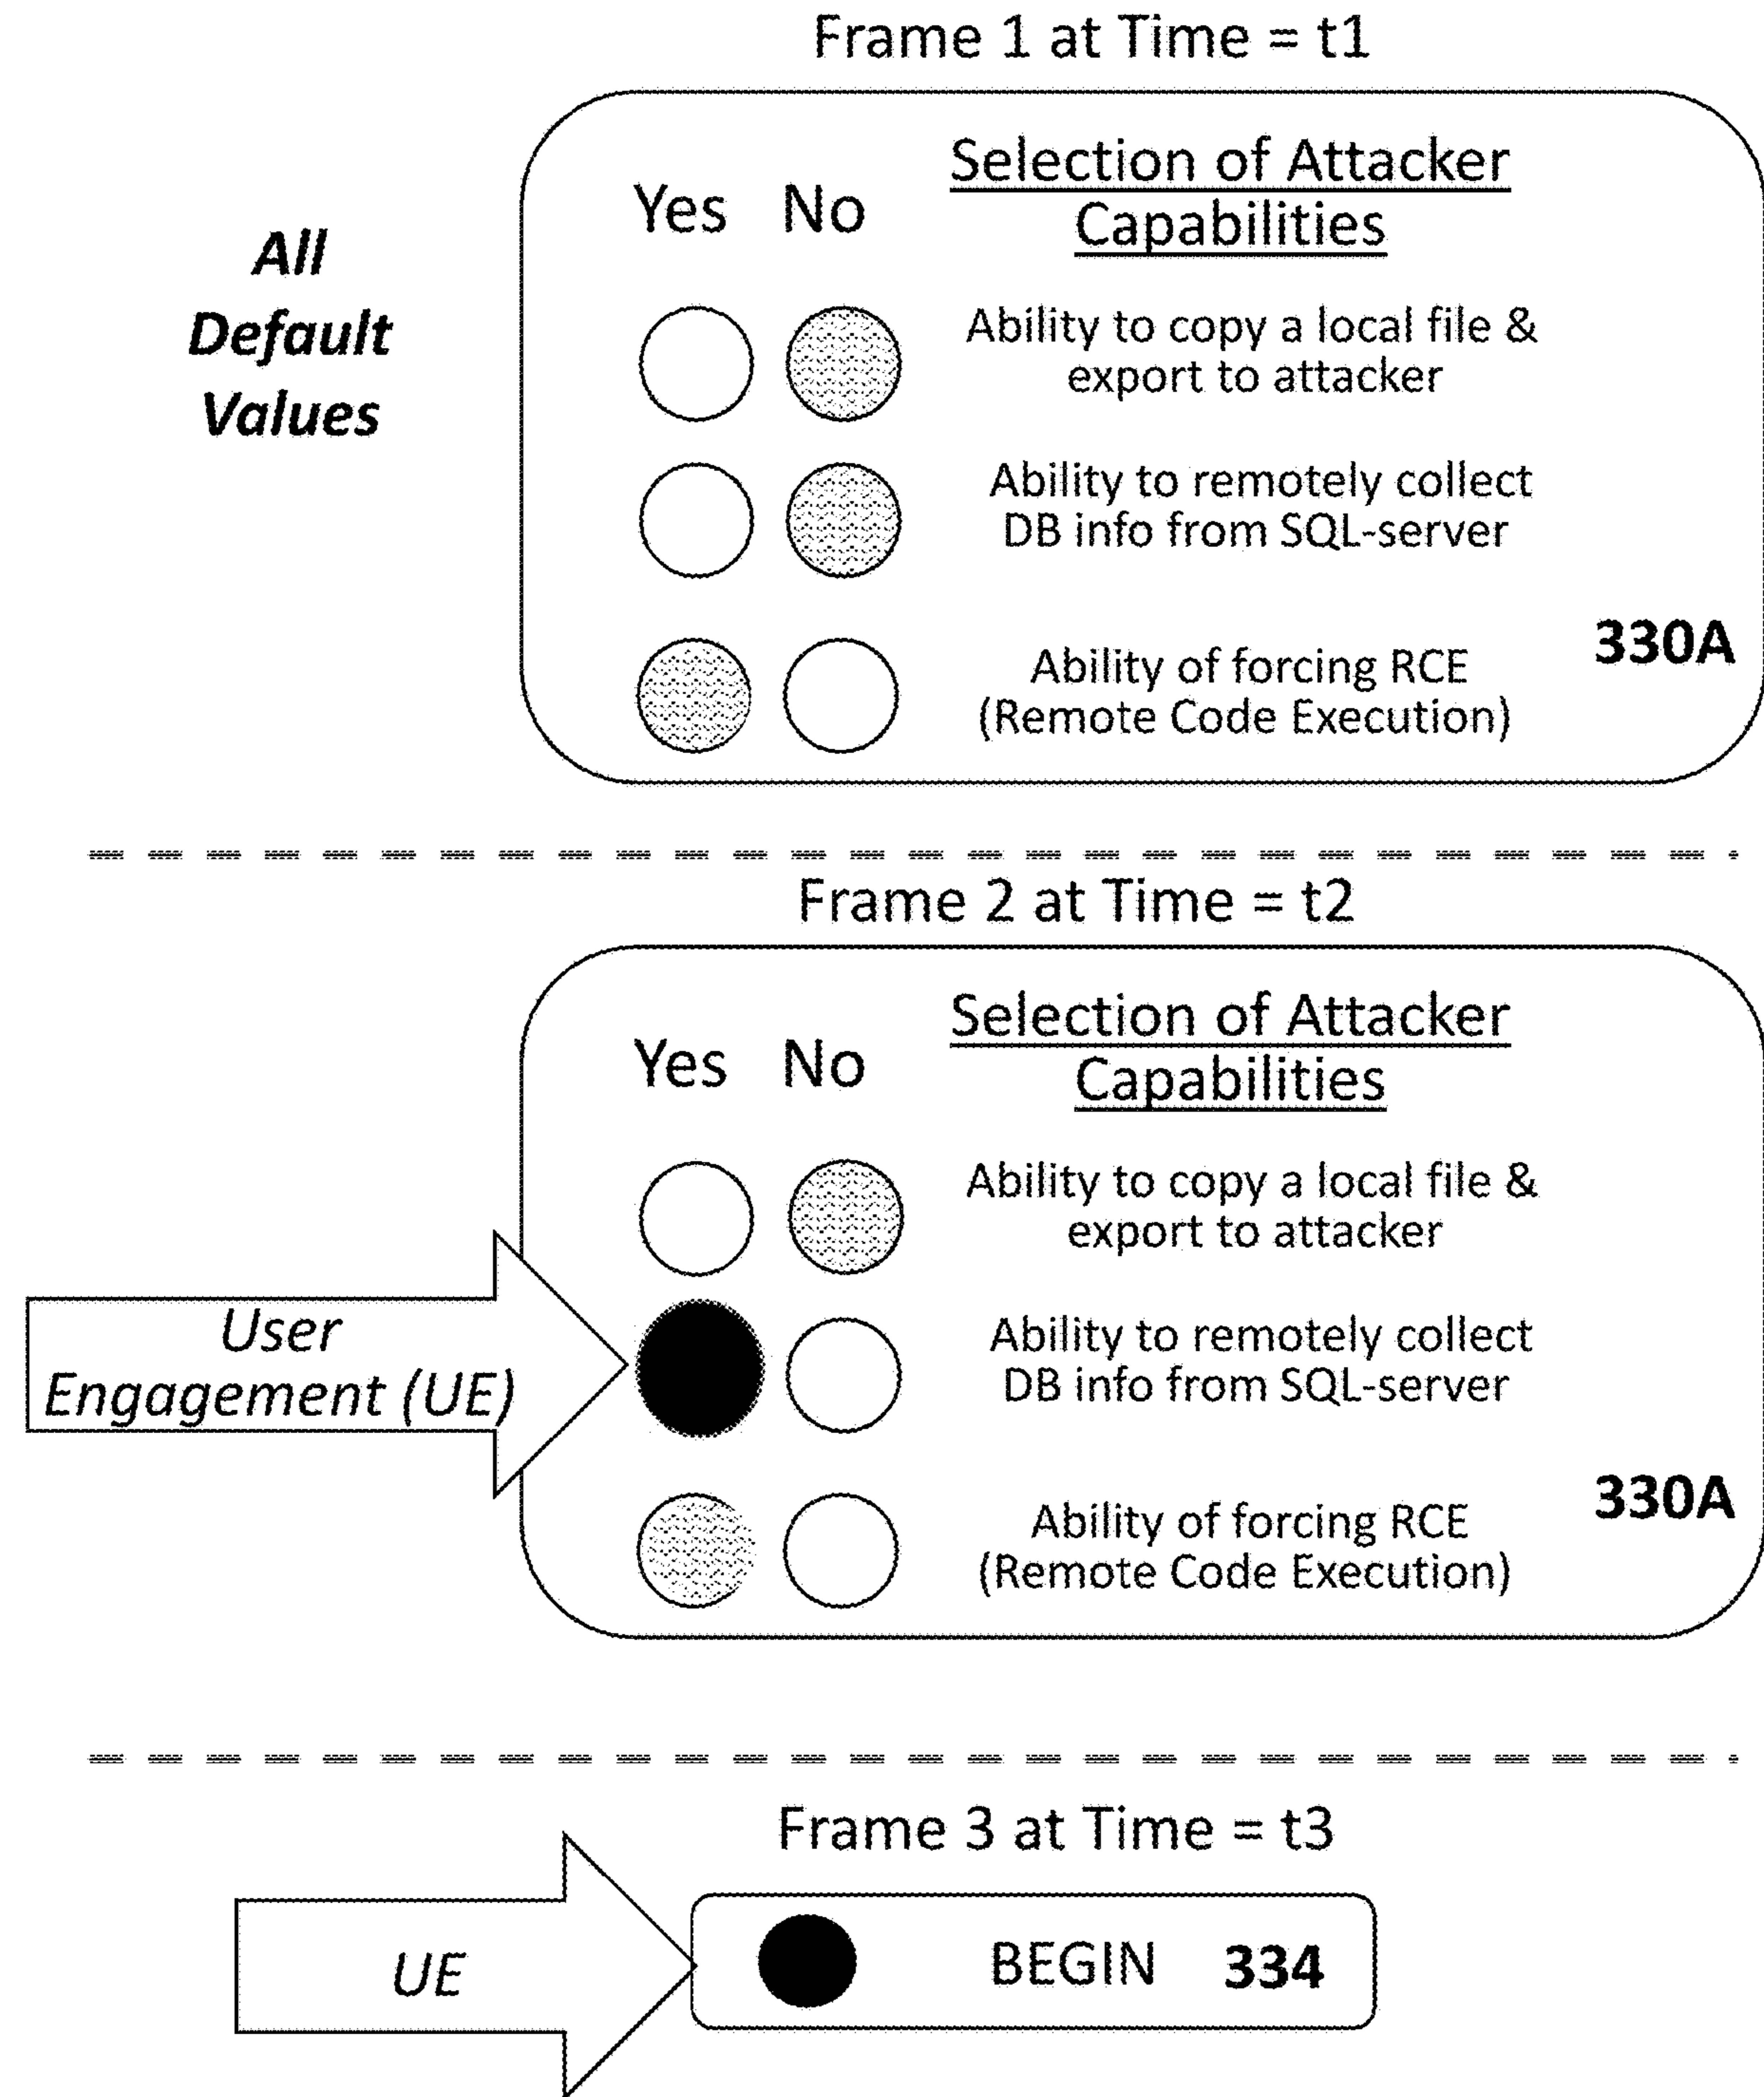 Frame 1 at Time = t1
All
Default
Values
Yes No
Selection of Attacker
Capabilities
Ability to copy a local file &
export to attacker
Ability to remotely collect
DB info from SQL-server
Ability of forcing RCE
(Remote Code Execution)
330A
Frame 2 at Time = t2
Yes No
Selection of Attacker
Capabilities
Ability to copy a local file &
export to attacker
User
Engagement (UE)
Ability to remotely collect
DB info from SQL-server
Ability of forcing RCE
(Remote Code Execution)
330A
Frame 3 at Time = t3
UE
BEGIN 334